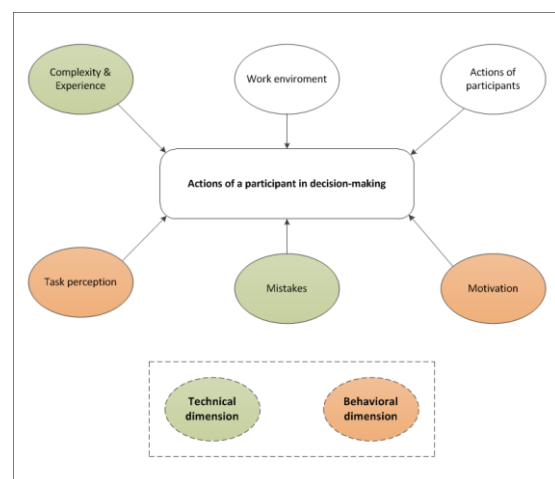 Complexity &
Experience
Work enviroment
Actions of
participants
Actions of a participant in decision-making
Task perception
Mistakes
Motivation
Technical
dimension
Behavioral
dimension